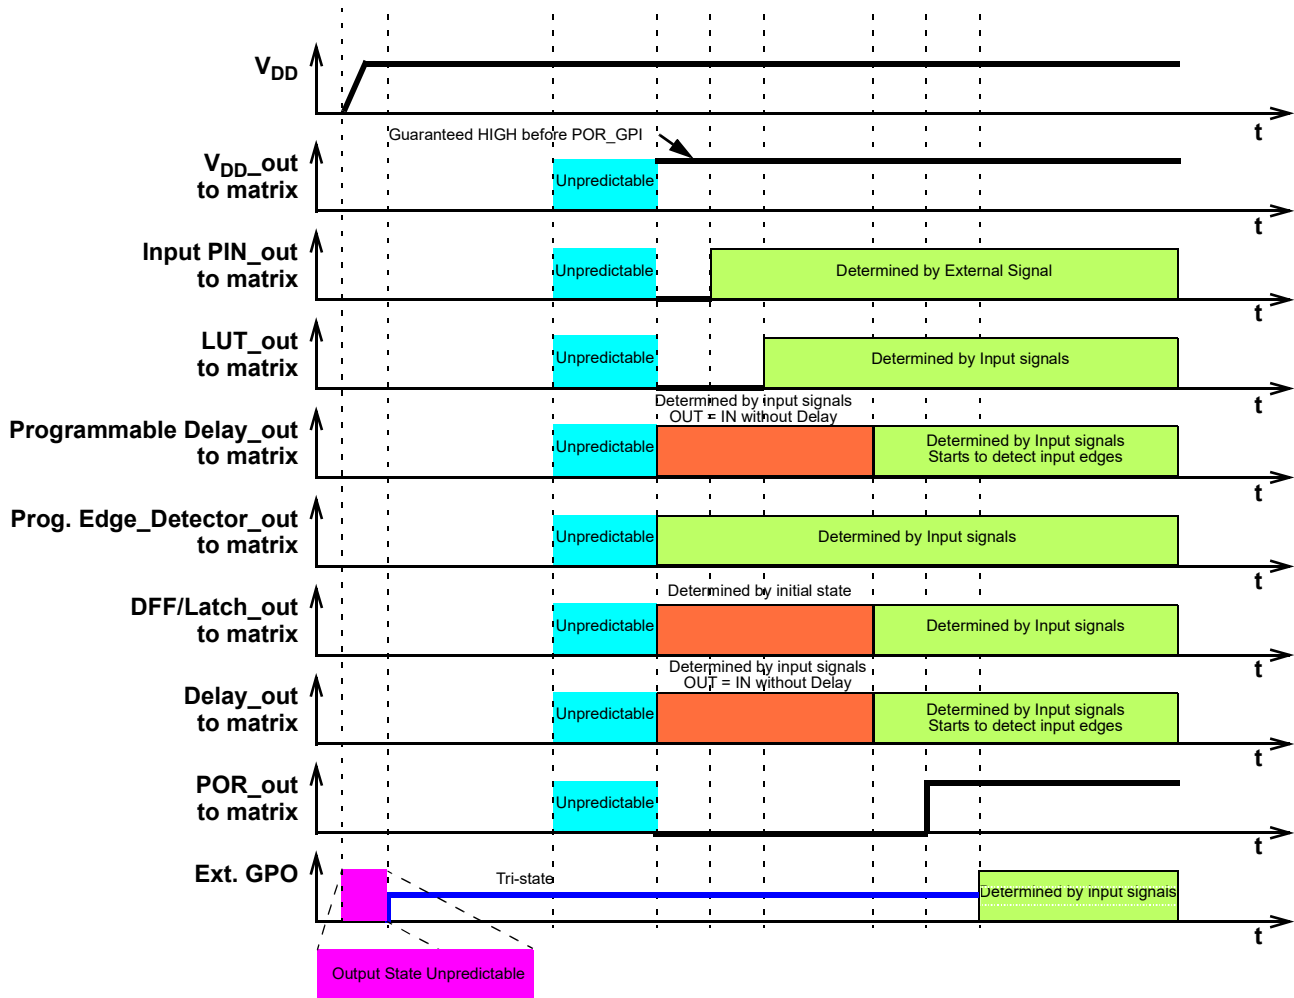 VDD
t
Guaranteed HIGH before POR_GPI
VDD_out
to matrix
Unpredictable
t
Input PIN_out
to matrix
Unpredictable
Determined by External Signal
t
LUT_out
to matrix
Unpredictable
Determined by Input signals
t
Determined by input signals
OUT = IN without Delay
Programmable Delay_out
to matrix
Unpredictable
Determined by Input signals
Starts to detect input edges
t
Prog. Edge_Detector_out
to matrix
Unpredictable
Determined by Input signals
t
Determined by initial state
DFF/Latch_out
to matrix
Unpredictable
Determined by Input signals
t
Determined by input signals
OUT = IN without Delay
Delay_out
to matrix
Unpredictable
Determined by Input signals
Starts to detect input edges
t
POR_out
to matrix
Unpredictable
t
Ext. GPO
Tri-state
Determined by input signals
t
Output State Unpredictable